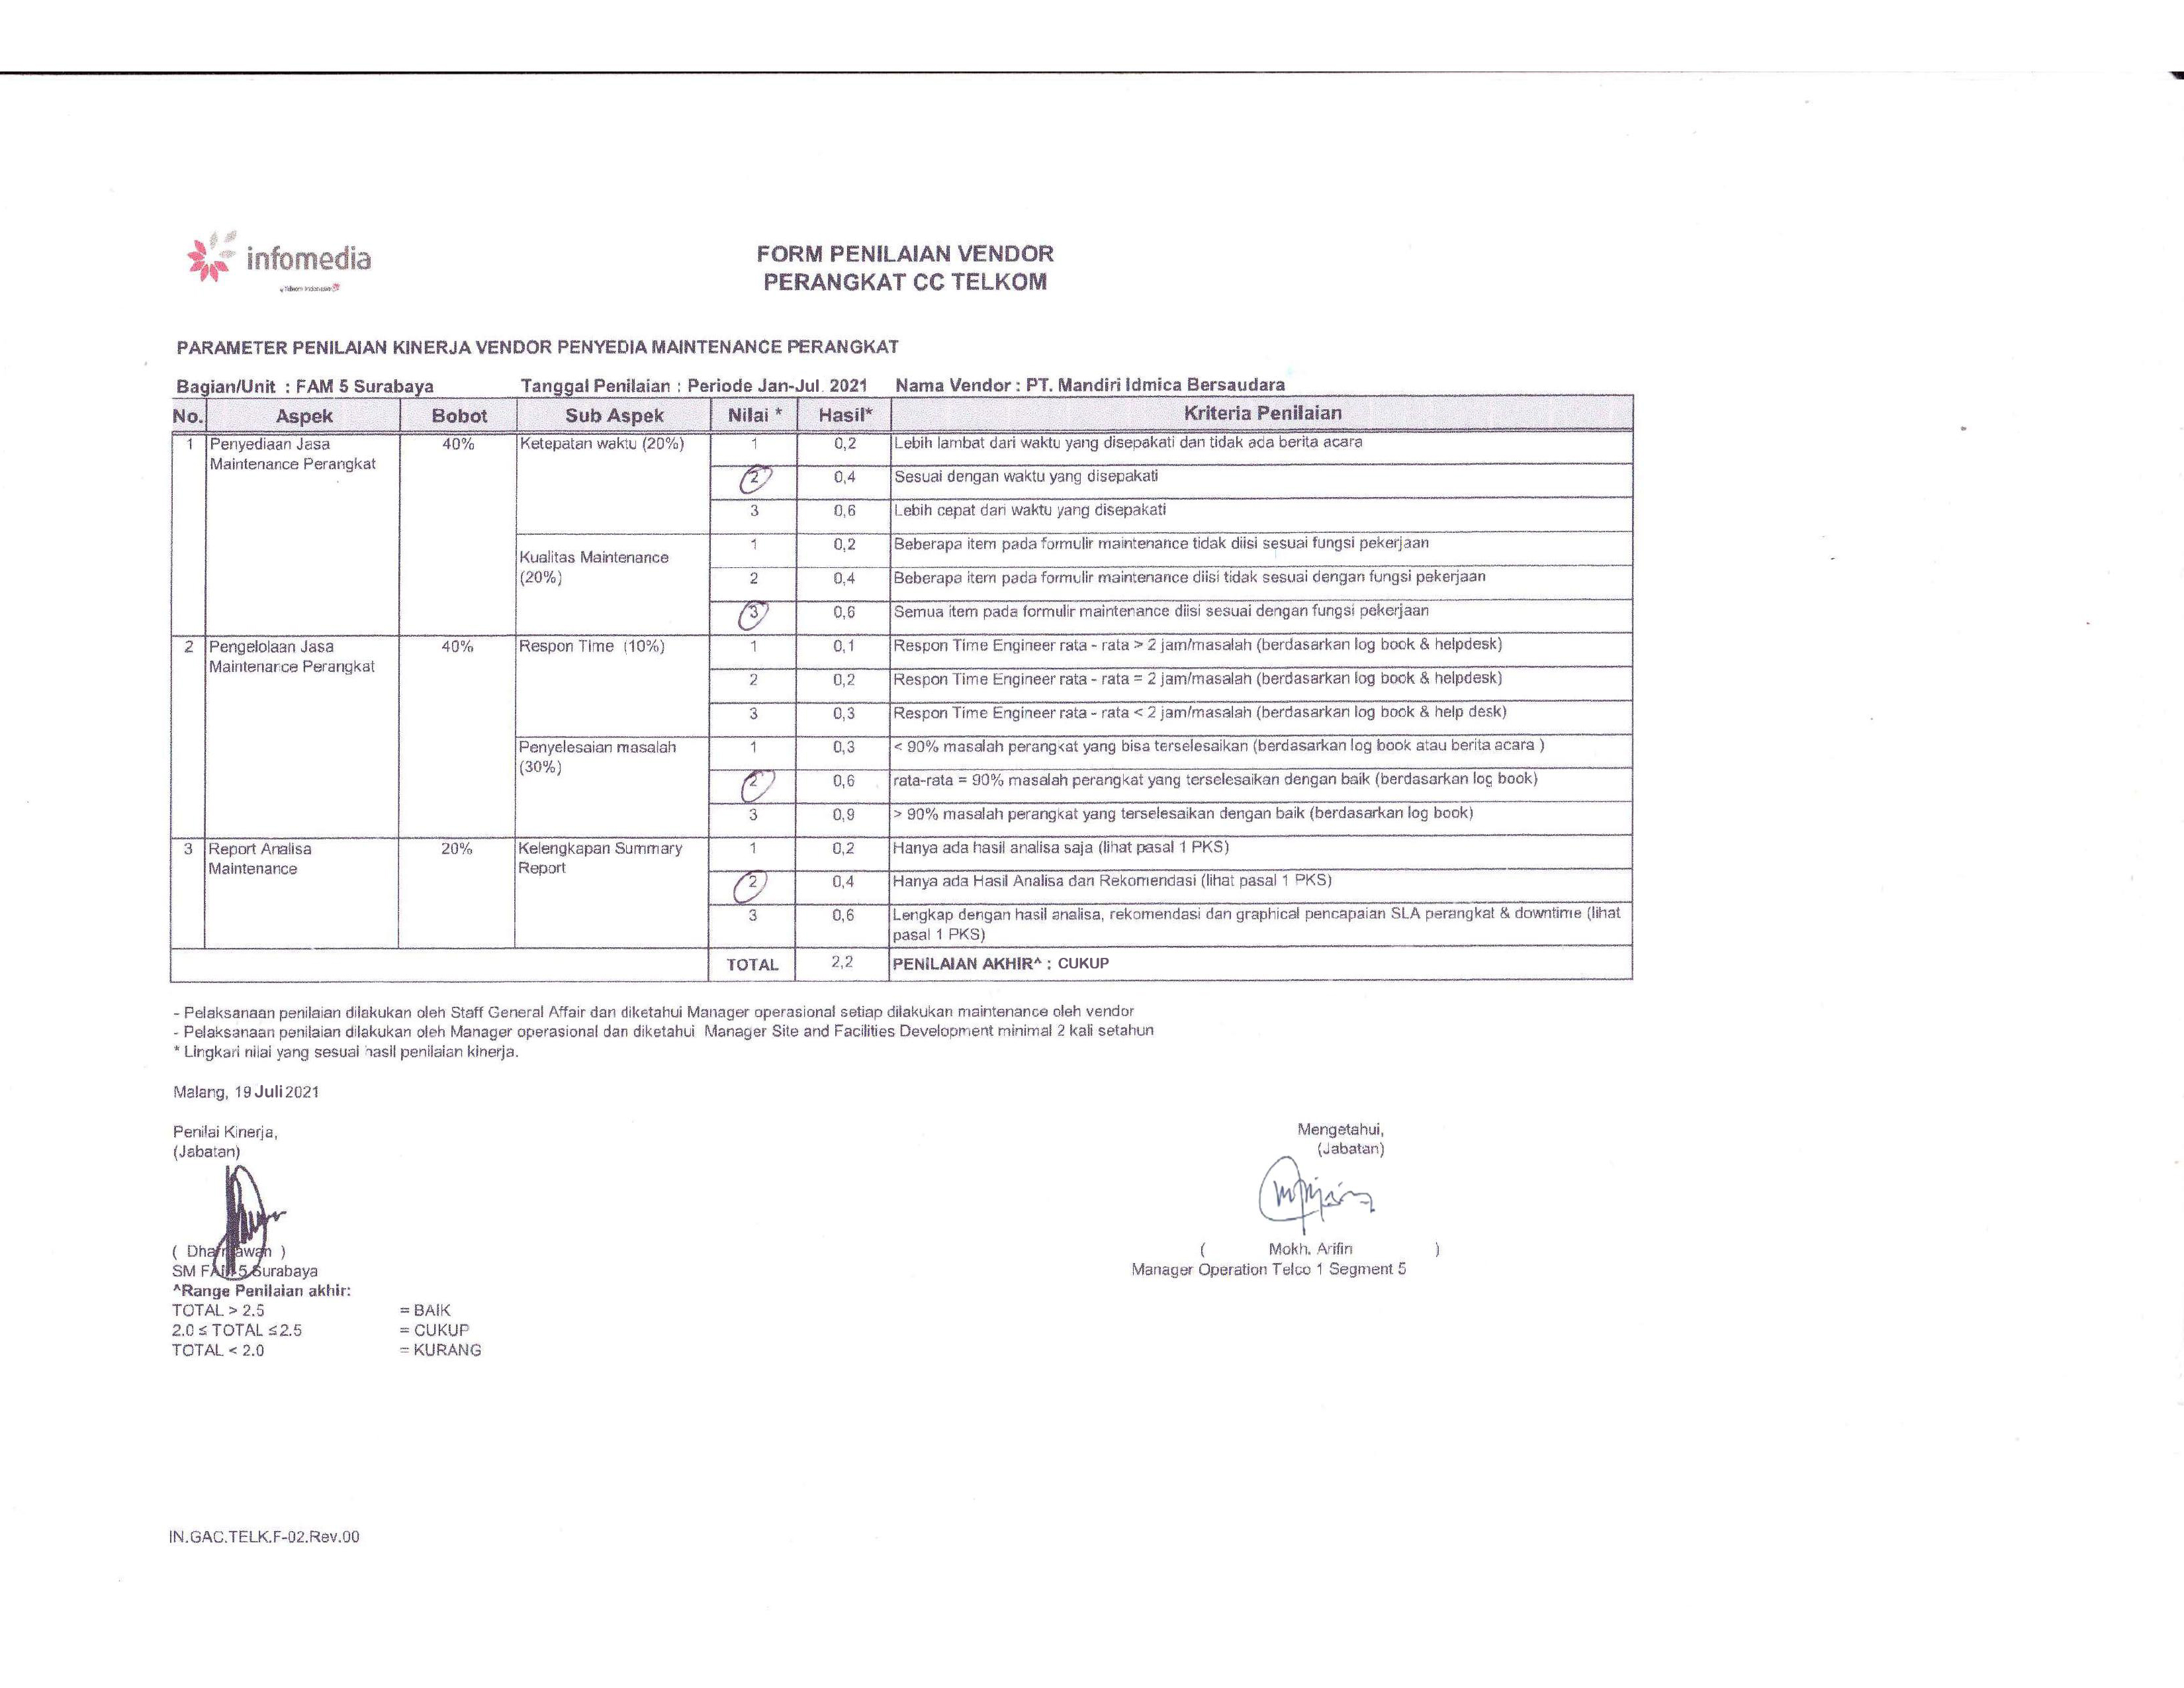 infomedia
by Telkom Indonesia
FORM PENILAIAN VENDOR
PERANGKAT CC TELKOM
PARAMETER PENILAIAN KINERJA VENDOR PENYEDIA MAINTENANCE PERANGKAT
Bagian/Unit : FAM 5 Surabaya Tanggal Penilaian : Periode Jan-Jul. 2021 Nama Vendor : PT. Mandiri Idmica Bersaudara
No. Aspek Bobot Sub Aspek Nilai * Hasil* Kriteria Penilaian
1 Penyediaan Jasa 40% Ketepatan waktu (20%) 1 0,2 Lebih lambat dari waktu yang disepakati dan tidak ada berita acara
Maintenance Perangkat
2 0,4 Sesuai dengan waktu yang disepakati
3 0,6 Lebih cepat dari waktu yang disepakati
Kualitas Maintenance 1 0,2 Beberapa item pada formulir maintenance tidak diisi sesuai fungsi pekerjaan
(20%) 2 0,4 Beberapa item pada formulir maintenance diisi tidak sesuai dengan fungsi pekerjaan
3 0,6 Semua item pada formulir maintenance diisi sesuai dengan fungsi pekerjaan
2 Pengelolaan Jasa 40% Respon Time (10%) 1 0,1 Respon Time Engineer rata - rata > 2 jam/masalah (berdasarkan log book & helpdesk)
Maintenance Perangkat
2 0,2 Respon Time Engineer rata - rata = 2 jam/masalah (berdasarkan log book & helpdesk)
3 0,3 Respon Time Engineer rata - rata < 2 jam/masalah (berdasarkan log book & help desk)
Penyelesaian masalah 1 0,3 < 90% masalah perangkat yang bisa terselesaikan (berdasarkan log book atau berita acara )
(30%)
2 0,6 rata-rata = 90% masalah perangkat yang terselesaikan dengan baik (berdasarkan log book)
3 0,9 > 90% masalah perangkat yang terselesaikan dengan baik (berdasarkan log book)
3 Report Analisa 20% Kelengkapan Summary 1 0,2 Hanya ada hasil analisa saja (lihat pasal 1 PKS)
Maintenance Report
2 0,4 Hanya ada Hasil Analisa dan Rekomendasi (lihat pasal 1 PKS)
3 0,6 Lengkap dengan hasil analisa, rekomendasi dan graphical pencapaian SLA perangkat & downtime (lihat
pasal 1 PKS)
TOTAL 2,2 PENILAIAN AKHIR^ : CUKUP
- Pelaksanaan penilaian dilakukan oleh Staff General Affair dan diketahui Manager operasional setiap dilakukan maintenance oleh vendor
- Pelaksanaan penilaian dilakukan oleh Manager operasional dan diketahui Manager Site and Facilities Development minimal 2 kali setahun
* Lingkari nilai yang sesuai hasil penilaian kinerja.
Malang, 19 Juli 2021
Penilai Kinerja, Mengetahui,
(Jabatan) (Jabatan)
( Dharmawan ) ( Mokh. Arifin )
SM FAM 5 Surabaya Manager Operation Telco 1 Segment 5
^Range Penilaian akhir:
TOTAL > 2.5 = BAIK
2.0 ≤ TOTAL ≤ 2.5 = CUKUP
TOTAL < 2.0 = KURANG
IN.GAC.TELK.F-02.Rev.00